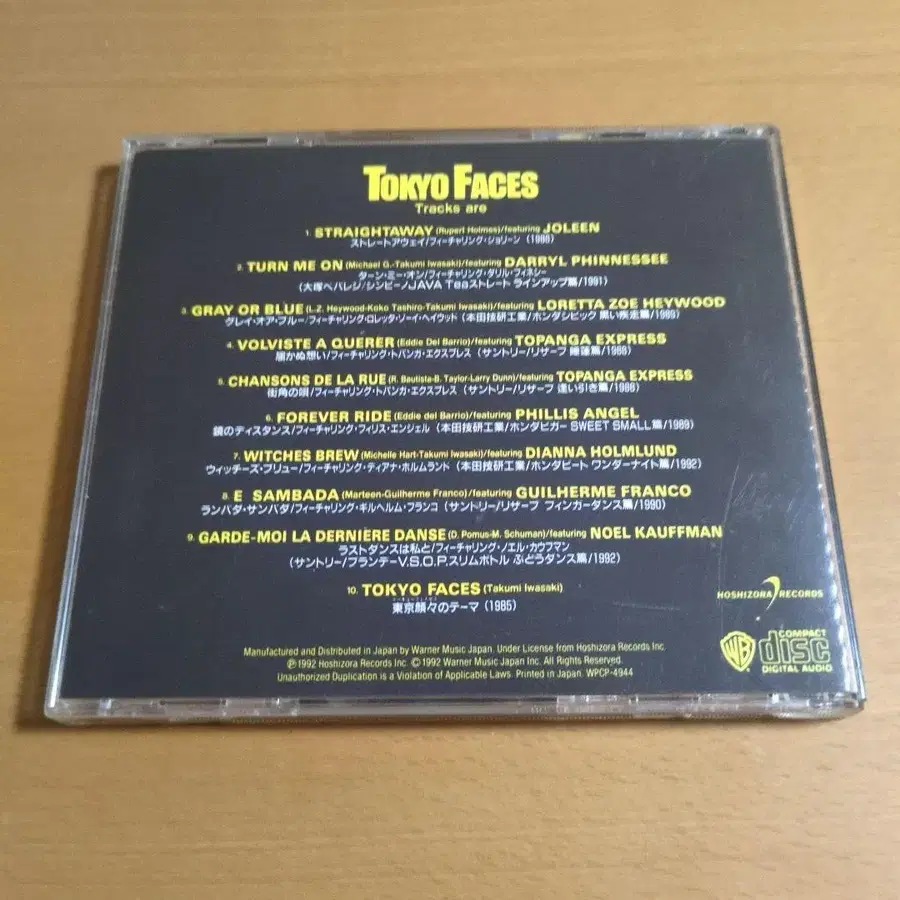 TOKYO FACES
Tracks are
1. STRAIGHTAWAY (Rupert Holmes)/featuring JOLEEN
ストレートアウェイ/フィーチャリング・ジョリーン (1986)
2. TURN ME ON (Michael G.-Takumi Iwasaki)/featuring DARRYL PHINNESSEE
ターン・ミー・オン/フィーチャリング・ダリル・フィネシー
(大塚ベバレジ/シンビーノJAVA Teaストレート ラインアップ篇/1991)
3. GRAY OR BLUE (L.Z. Heywood-Koko Tashiro-Takumi Iwasaki)/featuring LORETTA ZOE HEYWOOD
グレイ・オア・ブルー/フィーチャリング・ロレッタ・ゾーイ・ヘイウッド (本田技研工業/ホンダシビック 黒い疾走篇/1989)
4. VOLVISTE A QUERER (Eddie Del Barrio)/featuring TOPANGA EXPRESS
届かぬ想い/フィーチャリング・トパンガ・エクスプレス (サントリー/リザーブ 睡蓮篇/1988)
5. CHANSONS DE LA RUE (R. Bautista-B. Taylor-Larry Dunn)/featuring TOPANGA EXPRESS
街角の唄/フィーチャリング・トパンガ・エクスプレス (サントリー/リザーブ 逢い引き篇/1988)
6. FOREVER RIDE (Eddie del Barrio)/featuring PHILLIS ANGEL
鏡のディスタンス/フィーチャリング・フィリス・エンジェル (本田技研工業/ホンダビガー SWEET SMALL篇/1989)
7. WITCHES BREW (Michelle Hart-Takumi Iwasaki)/featuring DIANNA HOLMLUND
ウィッチーズ・ブリュー/フィーチャリング・ディアナ・ホルムランド (本田技研工業/ホンダビート ワンダーナイト篇/1992)
8. E SAMBADA (Marteen-Guilherme Franco)/featuring GUILHERME FRANCO
ランバダ・サンバダ/フィーチャリング・ギルヘルム・フランコ (サントリー/リザーブ フィンガーダンス篇/1990)
9. GARDE-MOI LA DERNIÈRE DANSE (D. Pomus-M. Schuman)/featuring NOEL KAUFFMAN
ラストダンスは私と/フィーチャリング・ノエル・カウフマン
(サントリー/フランデーV.S.O.P.スリムボトル ぶどうダンス篇/1992)
10. TOKYO FACES (Takumi Iwasaki)
東京顔々のテーマ (1985)
HOSHIZORA RECORDS
Manufactured and Distributed in Japan by Warner Music Japan. Under License from Hoshizora Records Inc.
Ⓟ1992 Hoshizora Records Inc. ©1992 Warner Music Japan Inc. All Rights Reserved.
Unauthorized Duplication is a Violation of Applicable Laws. Printed in Japan. WPCP-4944
WB
COMPACT
disc
DIGITAL AUDIO